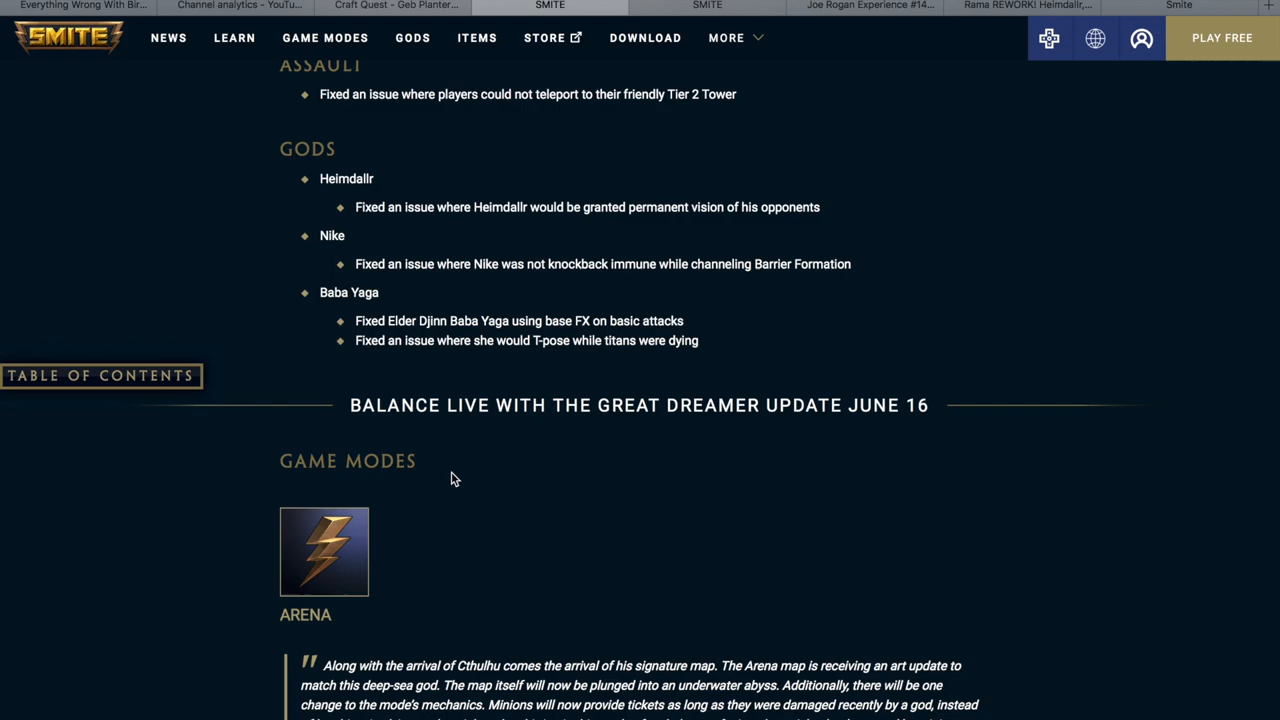 Everything Wrong With Bir...
Channel analytics - YouTu...
Craft Quest - Geb Planter...
SMITE
SMITE
Joe Rogan Experience #14...
Rama REWORK! Heimdallr,...
Smite
SMITE
NEWS
LEARN
GAME MODES
GODS
ITEMS
STORE
DOWNLOAD
MORE
PLAY FREE
ASSAULT
Fixed an issue where players could not teleport to their friendly Tier 2 Tower
GODS
Heimdallr
Fixed an issue where Heimdallr would be granted permanent vision of his opponents
Nike
Fixed an issue where Nike was not knockback immune while channeling Barrier Formation
Baba Yaga
Fixed Elder Djinn Baba Yaga using base FX on basic attacks
Fixed an issue where she would T-pose while titans were dying
TABLE OF CONTENTS
BALANCE LIVE WITH THE GREAT DREAMER UPDATE JUNE 16
GAME MODES
ARENA
" Along with the arrival of Cthulhu comes the arrival of his signature map. The Arena map is receiving an art update to
match this deep-sea god. The map itself will now be plunged into an underwater abyss. Additionally, there will be one
change to the mode's mechanics. Minions will now provide tickets as long as they were damaged recently by a god, instead